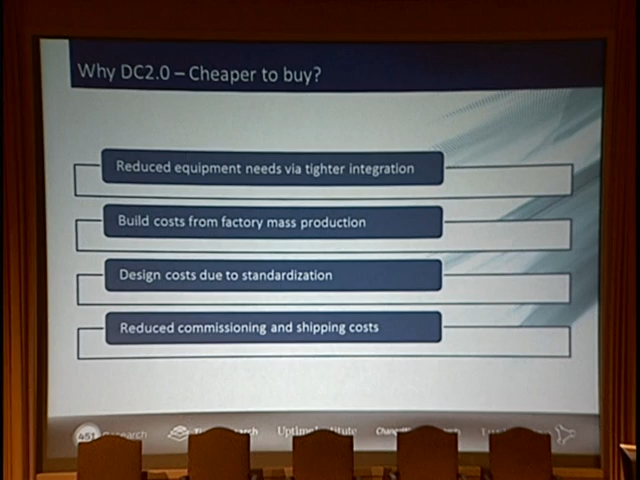 Why DC2.0 – Cheaper to buy?
Reduced equipment needs via tighter integration
Build costs from factory mass production
Design costs due to standardization
Reduced commissioning and shipping costs
451 Research
Uptime Institute